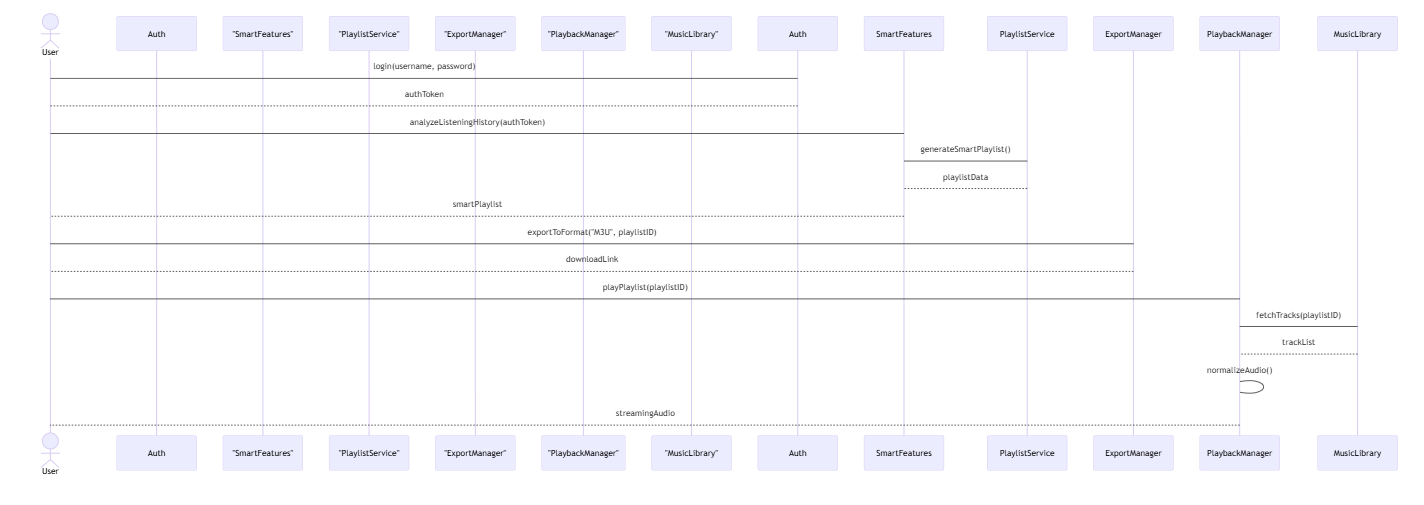 User
Auth
"SmartFeatures"
"PlaylistService"
"ExportManager"
"PlaybackManager"
"MusicLibrary"
Auth
SmartFeatures
PlaylistService
ExportManager
PlaybackManager
MusicLibrary
login(username, password)
authToken
analyzeListeningHistory(authToken)
generateSmartPlaylist()
playlistData
smartPlaylist
exportToFormat("M3U", playlistID)
downloadLink
playPlaylist(playlistID)
fetchTracks(playlistID)
trackList
normalizeAudio()
streamingAudio
User
Auth
"SmartFeatures"
"PlaylistService"
"ExportManager"
"PlaybackManager"
"MusicLibrary"
Auth
SmartFeatures
PlaylistService
ExportManager
PlaybackManager
MusicLibrary